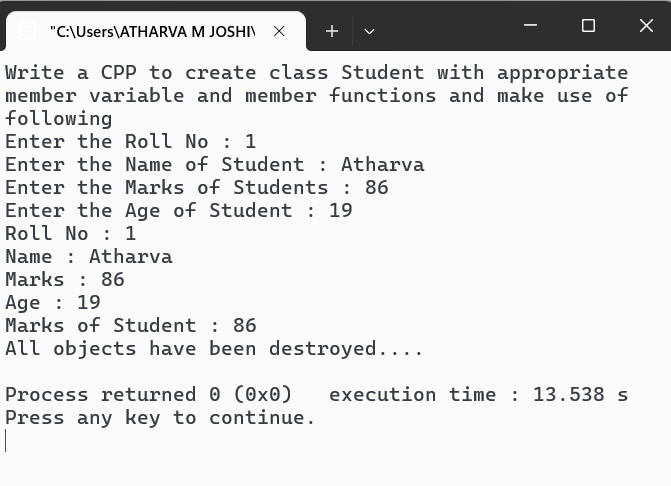 "C:\Users\ATHARVA M JOSHI\
Write a CPP to create class Student with appropriate
member variable and member functions and make use of
following
Enter the Roll No : 1
Enter the Name of Student : Atharva
Enter the Marks of Students : 86
Enter the Age of Student : 19
Roll No : 1
Name : Atharva
Marks : 86
Age : 19
Marks of Student : 86
All objects have been destroyed....
Process returned 0 (0x0)   execution time : 13.538 s
Press any key to continue.